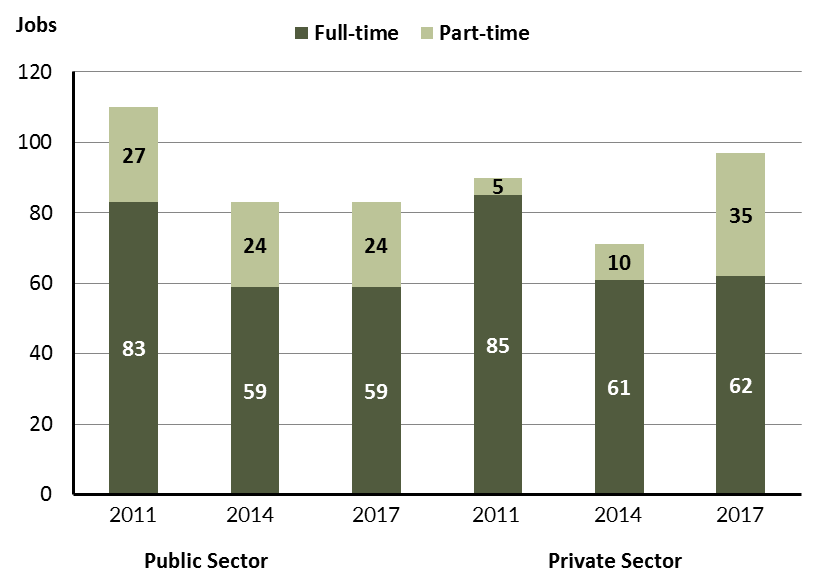 Jobs
Full-time Part-time
120
100
80
60
40
20
0
27 24 24 5 10 35
83 59 59 85 61 62
2011 2014 2017 2011 2014 2017
Public Sector Private Sector